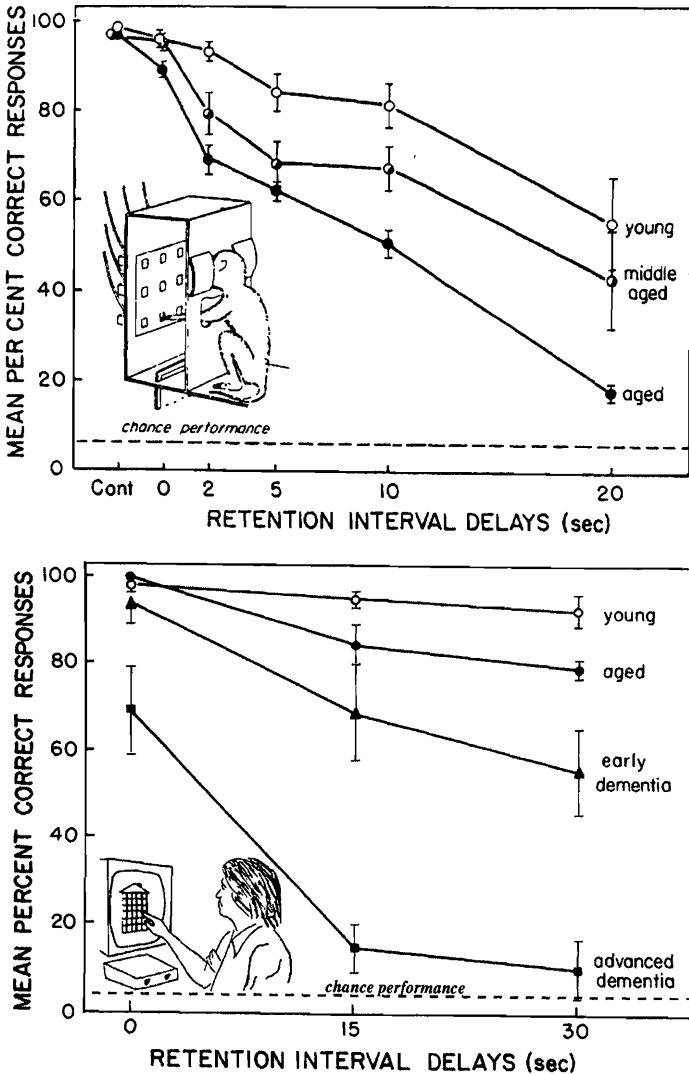 MEAN PER CENT CORRECT RESPONSES
100
80
60
40
20
0
young
middle
aged
aged
chance performance
Cont 0 2 5 10 20
RETENTION INTERVAL DELAYS (sec)
MEAN PERCENT CORRECT RESPONSES
100
80
60
40
20
0
young
aged
early
dementia
advanced
dementia
chance performance
0 15 30
RETENTION INTERVAL DELAYS (sec)